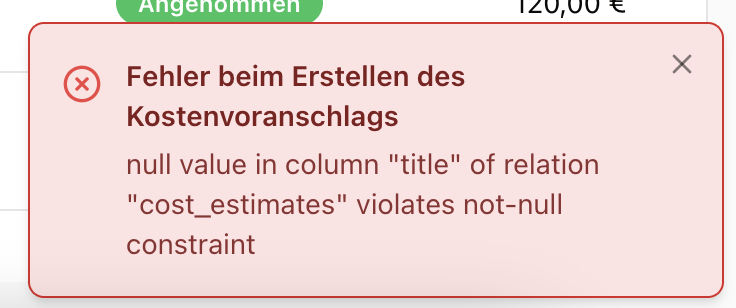 Angenommen 120,00 €
Fehler beim Erstellen des
Kostenvoranschlags
null value in column "title" of relation
"cost_estimates" violates not-null
constraint